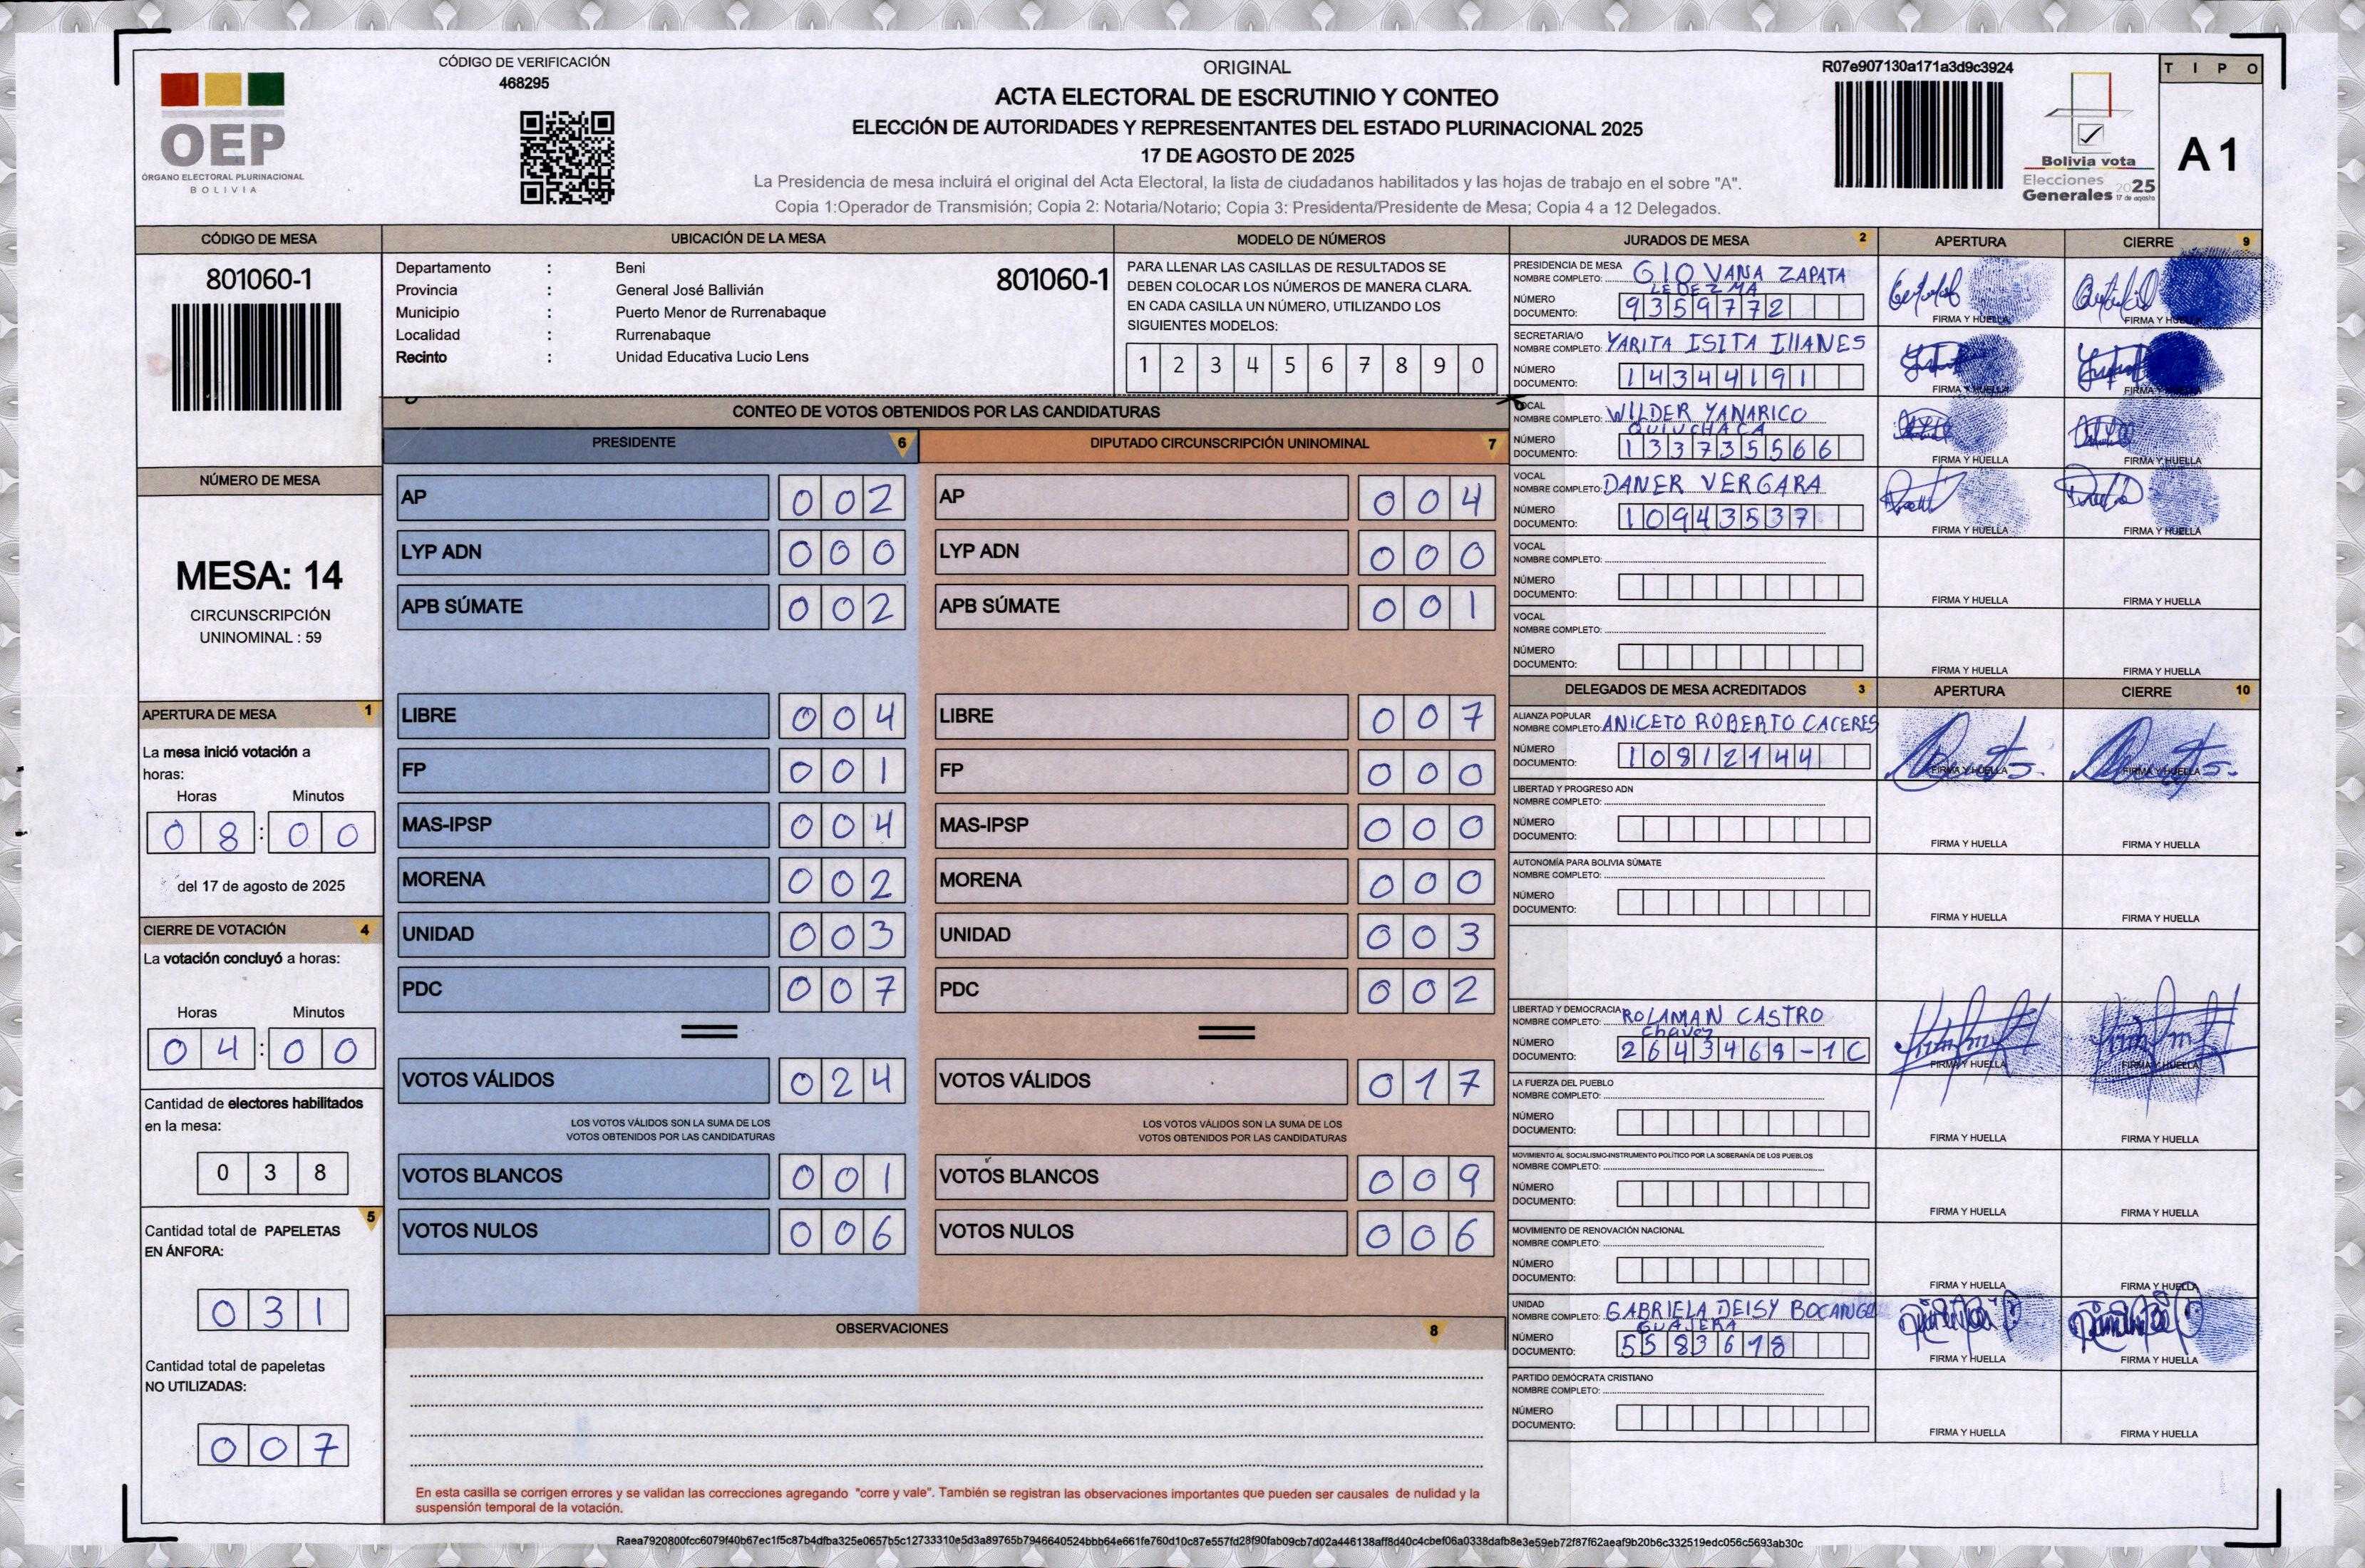 CÓDIGO DE VERIFICACIÓN
468295
OEP
ÓRGANO ELECTORAL PLURINACIONAL
BOLIVIA
ORIGINAL
ACTA ELECTORAL DE ESCRUTINIO Y CONTEO
ELECCIÓN DE AUTORIDADES Y REPRESENTANTES DEL ESTADO PLURINACIONAL 2025
17 DE AGOSTO DE 2025
La Presidencia de mesa incluirá el original del Acta Electoral, la lista de ciudadanos habilitados y las hojas de trabajo en el sobre "A".
Copia 1:Operador de Transmisión; Copia 2: Notaria/Notario; Copia 3: Presidenta/Presidente de Mesa; Copia 4 a 12 Delegados.
R07e907130a171a3d9c3924
Bolivia vota
Elecciones
Generales 2025
17 de agosto
TIPO
A1
CÓDIGO DE MESA
801060-1
NÚMERO DE MESA
MESA: 14
CIRCUNSCRIPCIÓN
UNINOMINAL : 59
APERTURA DE MESA 1
La mesa inició votación a
horas:
Horas Minutos
08:00
del 17 de agosto de 2025
CIERRE DE VOTACIÓN 4
La votación concluyó a horas:
Horas Minutos
04:00
Cantidad de electores habilitados
en la mesa:
038
5
Cantidad total de PAPELETAS
EN ÁNFORA:
031
Cantidad total de papeletas
NO UTILIZADAS:
007
UBICACIÓN DE LA MESA
Departamento : Beni 801060-1
Provincia : General José Ballivián
Municipio : Puerto Menor de Rurrenabaque
Localidad : Rurrenabaque
Recinto : Unidad Educativa Lucio Lens
MODELO DE NÚMEROS
PARA LLENAR LAS CASILLAS DE RESULTADOS SE
DEBEN COLOCAR LOS NÚMEROS DE MANERA CLARA.
EN CADA CASILLA UN NÚMERO, UTILIZANDO LOS
SIGUIENTES MODELOS:
1 2 3 4 5 6 7 8 9 0
CONTEO DE VOTOS OBTENIDOS POR LAS CANDIDATURAS
PRESIDENTE 6 DIPUTADO CIRCUNSCRIPCIÓN UNINOMINAL 7
AP 002 AP 004
LYP ADN 000 LYP ADN 000
APB SÚMATE 002 APB SÚMATE 001
LIBRE 004 LIBRE 007
FP 001 FP 000
MAS-IPSP 004 MAS-IPSP 000
MORENA 002 MORENA 000
UNIDAD 003 UNIDAD 003
PDC 007 PDC 002
VOTOS VÁLIDOS 024 VOTOS VÁLIDOS 017
LOS VOTOS VÁLIDOS SON LA SUMA DE LOS LOS VOTOS VÁLIDOS SON LA SUMA DE LOS
VOTOS OBTENIDOS POR LAS CANDIDATURAS VOTOS OBTENIDOS POR LAS CANDIDATURAS
VOTOS BLANCOS 001 VOTOS BLANCOS 009
VOTOS NULOS 006 VOTOS NULOS 006
OBSERVACIONES 8
En esta casilla se corrigen errores y se validan las correcciones agregando "corre y vale". También se registran las observaciones importantes que pueden ser causales de nulidad y la
suspensión temporal de la votación.
JURADOS DE MESA 2 APERTURA CIERRE 9
PRESIDENCIA DE MESA
NOMBRE COMPLETO: GIOVANA ZAPATA
LEDEZMA
NÚMERO
DOCUMENTO: 9359772
FIRMA Y HUELLA FIRMA Y HUELLA
SECRETARIA/O
NOMBRE COMPLETO: YARITA ISITA IllANES
NÚMERO
DOCUMENTO: 14344191
FIRMA Y HUELLA FIRMA Y HUELLA
VOCAL
NOMBRE COMPLETO: WILDER YANARICO
QUIUCHACA
NÚMERO
DOCUMENTO: 133735566
FIRMA Y HUELLA FIRMA Y HUELLA
VOCAL
NOMBRE COMPLETO: DANER VERGARA
NÚMERO
DOCUMENTO: 10943537
FIRMA Y HUELLA FIRMA Y HUELLA
VOCAL
NOMBRE COMPLETO:
NÚMERO
DOCUMENTO:
FIRMA Y HUELLA FIRMA Y HUELLA
VOCAL
NOMBRE COMPLETO:
NÚMERO
DOCUMENTO:
FIRMA Y HUELLA FIRMA Y HUELLA
DELEGADOS DE MESA ACREDITADOS 3 APERTURA CIERRE 10
ALIANZA POPULAR
NOMBRE COMPLETO: ANICETO ROBERTO CACERES
NÚMERO
DOCUMENTO: 10812144
FIRMA Y HUELLA FIRMA Y HUELLA
LIBERTAD Y PROGRESO ADN
NOMBRE COMPLETO:
NÚMERO
DOCUMENTO:
FIRMA Y HUELLA FIRMA Y HUELLA
AUTONOMÍA PARA BOLIVIA SÚMATE
NOMBRE COMPLETO:
NÚMERO
DOCUMENTO:
FIRMA Y HUELLA FIRMA Y HUELLA
LIBERTAD Y DEMOCRACIA
NOMBRE COMPLETO: ROLAMAN CASTRO
Chavez
NÚMERO
DOCUMENTO: 2643468-1C
FIRMA Y HUELLA FIRMA Y HUELLA
LA FUERZA DEL PUEBLO
NOMBRE COMPLETO:
NÚMERO
DOCUMENTO:
FIRMA Y HUELLA FIRMA Y HUELLA
MOVIMIENTO AL SOCIALISMO-INSTRUMENTO POLÍTICO POR LA SOBERANÍA DE LOS PUEBLOS
NOMBRE COMPLETO:
NÚMERO
DOCUMENTO:
FIRMA Y HUELLA FIRMA Y HUELLA
MOVIMIENTO DE RENOVACIÓN NACIONAL
NOMBRE COMPLETO:
NÚMERO
DOCUMENTO:
FIRMA Y HUELLA FIRMA Y HUELLA
UNIDAD
NOMBRE COMPLETO: GABRIELA DEISY BOCANGEL
GUAJERA
NÚMERO
DOCUMENTO: 5583618
FIRMA Y HUELLA FIRMA Y HUELLA
PARTIDO DEMÓCRATA CRISTIANO
NOMBRE COMPLETO:
NÚMERO
DOCUMENTO:
FIRMA Y HUELLA FIRMA Y HUELLA